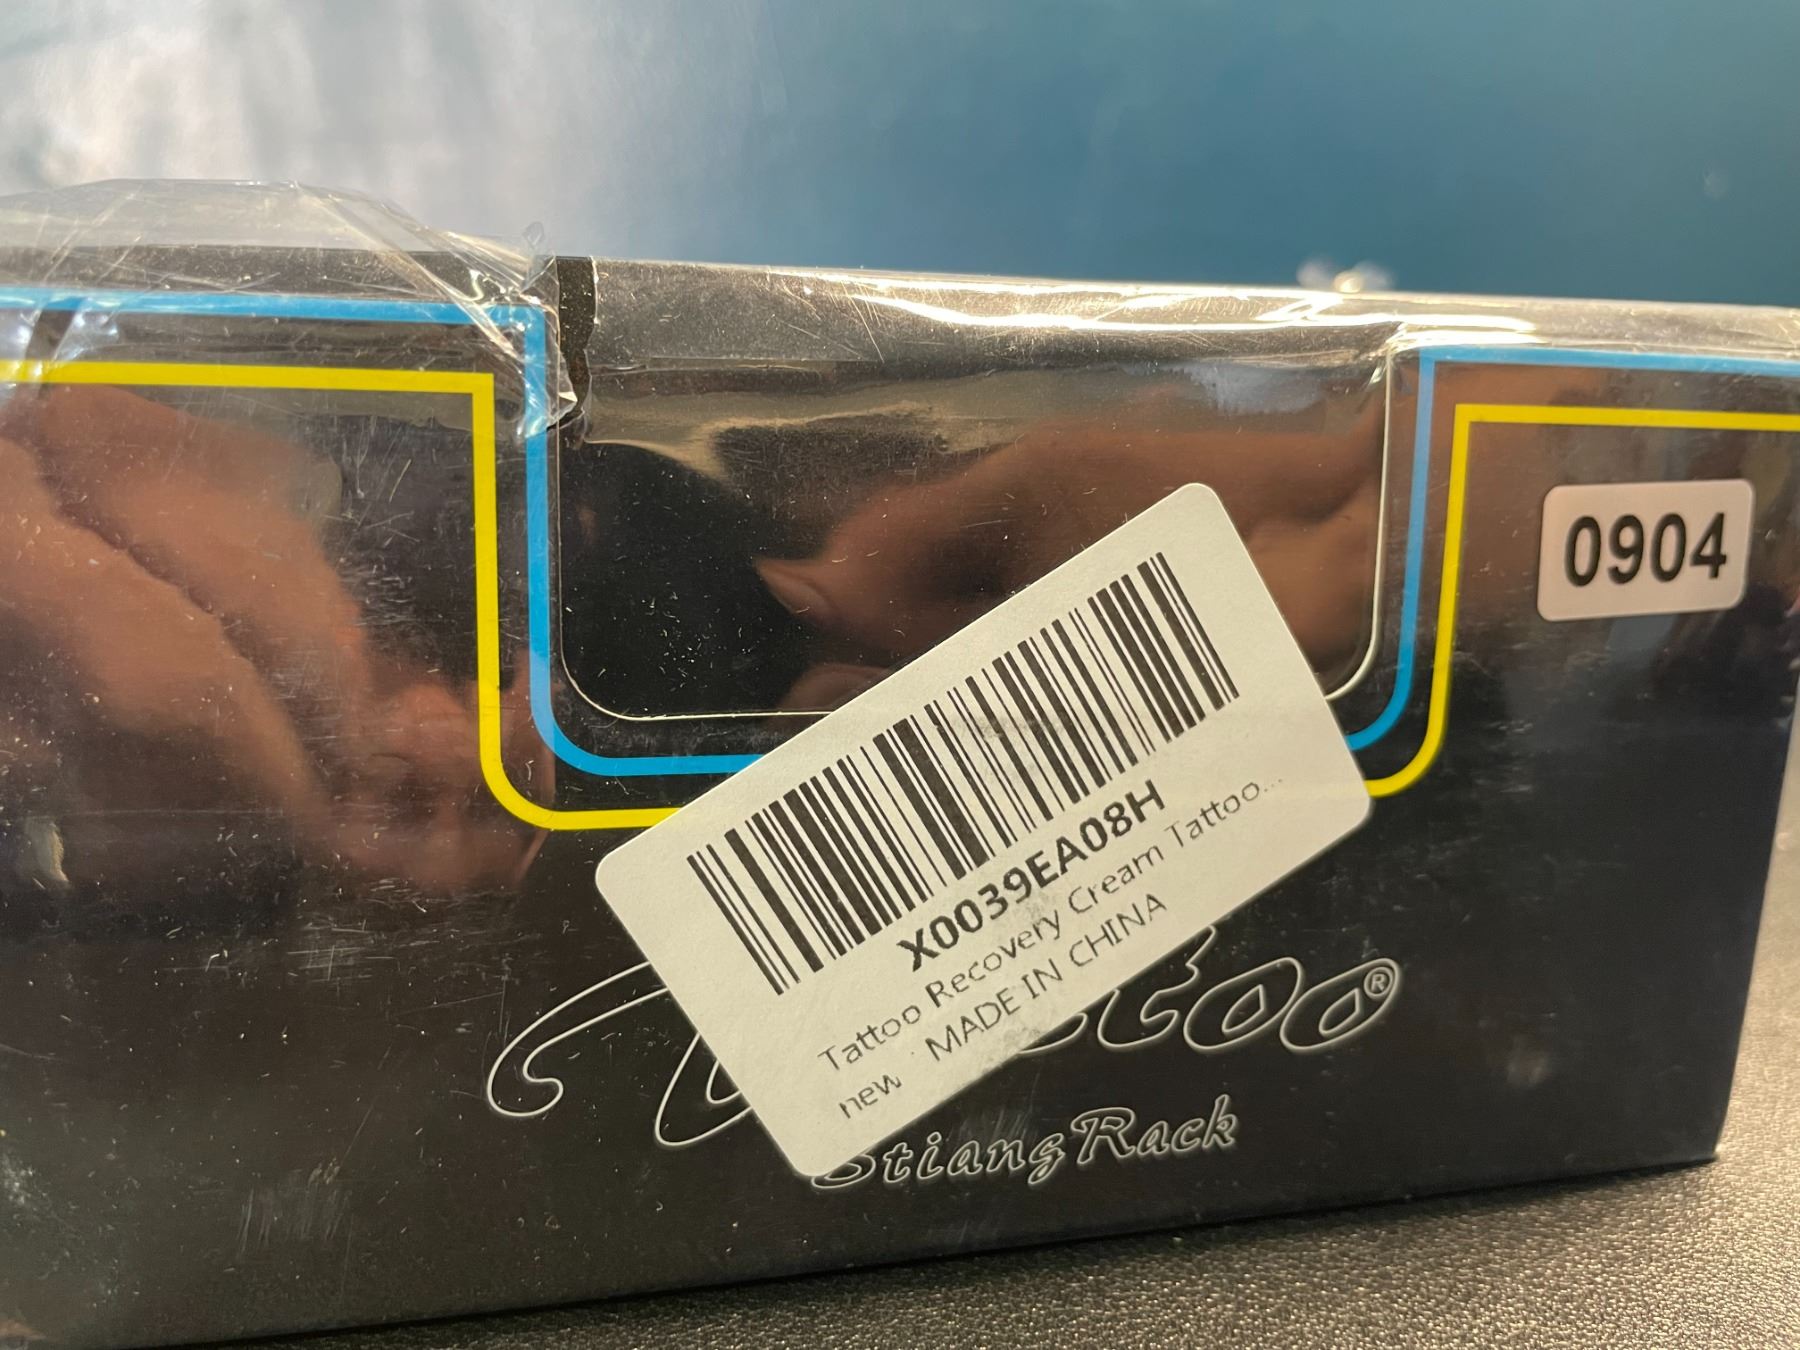 0904
X0039EA08H
Tattoo Recovery Cream Tattoo...
new MADE IN CHINA
®
StiangRack